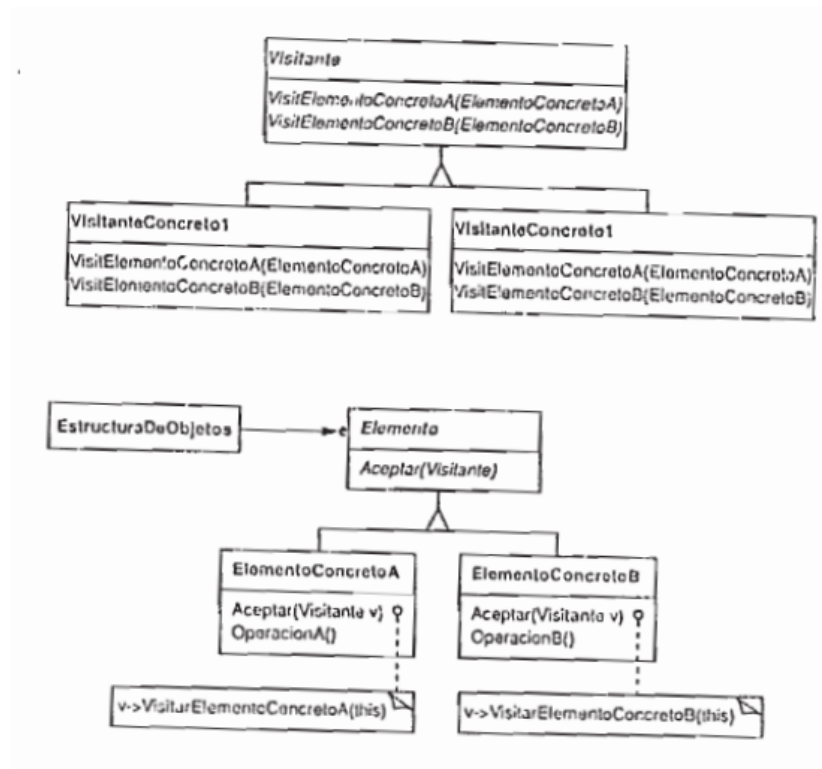 Visitante
VisitElementoConcretoA(ElementoConcretoA)
VisitElementoConcretoB(ElementoConcretoB)
VisitanteConcreto1
VisitElementoConcretoA(ElementoConcretoA)
VisitElementoConcretoB(ElementoConcretoB)
VisitanteConcreto1
VisitElementoConcretoA(ElementoConcretoA)
VisitElementoConcretoB(ElementoConcretoB)
EstructuraDeObjetos
Elemento
Aceptar(Visitante)
ElementoConcretoA
Aceptar(Visitante v)
OperacionA()
ElementoConcretoB
Aceptar(Visitante v)
OperacionB()
v->VisitarElementoConcretoA(this)
v->VisitarElementoConcretoB(this)